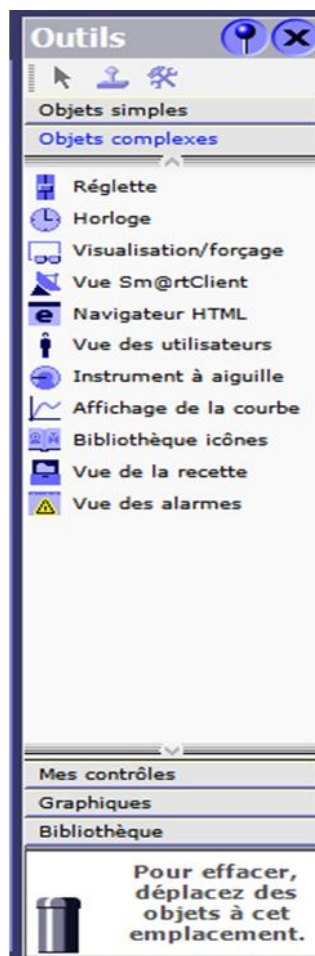 Outils
Objets simples
Objets complexes
Réglette
Horloge
Visualisation/forçage
Vue Sm@rtClient
Navigateur HTML
Vue des utilisateurs
Instrument à aiguille
Affichage de la courbe
Bibliothèque icônes
Vue de la recette
Vue des alarmes
Mes contrôles
Graphiques
Bibliothèque
Pour effacer,
déplacez des
objets à cet
emplacement.